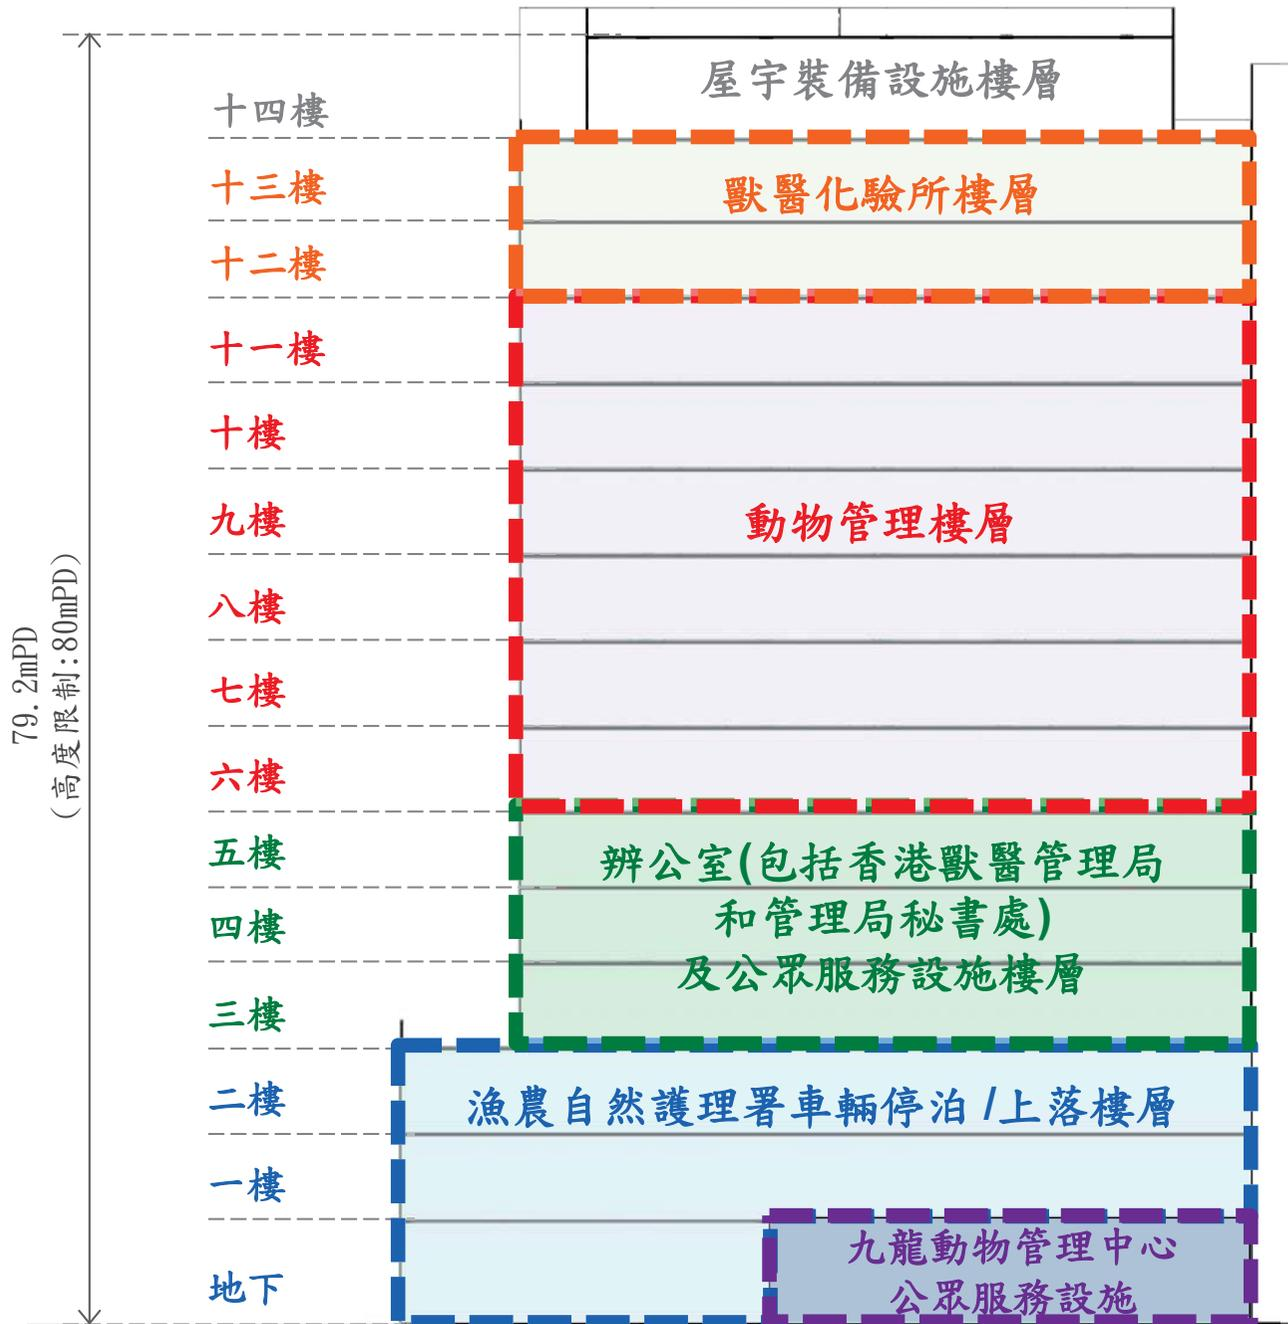 屋宇裝備設施樓層
十四樓
十三樓
獸醫化驗所樓層
十二樓
十一樓
十樓
九樓
動物管理樓層
八樓
七樓
六樓
79.2mPD
(高度限制:80mPD)
五樓
辦公室(包括香港獸醫管理局
和管理局秘書處)
及公眾服務設施樓層
四樓
三樓
二樓
漁農自然護理署車輛停泊 /上落樓層
一樓
地下
九龍動物管理中心
公眾服務設施